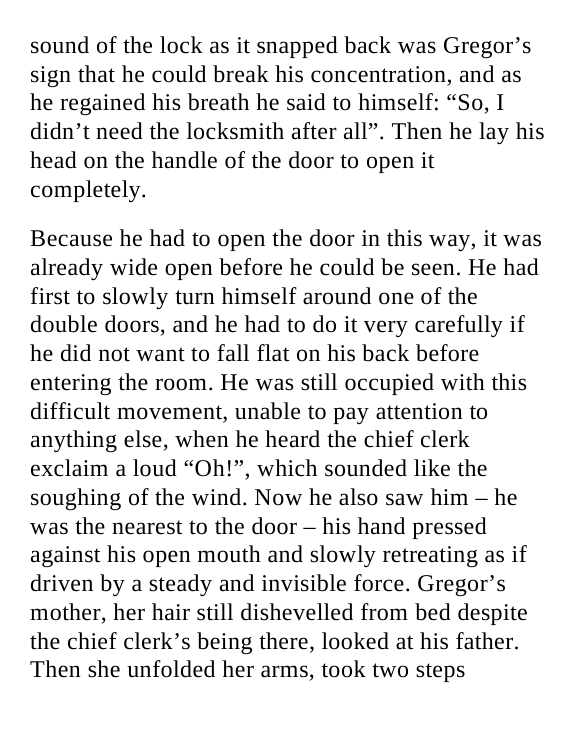 sound of the lock as it snapped back was Gregor’s
sign that he could break his concentration, and as
he regained his breath he said to himself: “So, I
didn’t need the locksmith after all”. Then he lay his
head on the handle of the door to open it
completely.
Because he had to open the door in this way, it was
already wide open before he could be seen. He had
first to slowly turn himself around one of the
double doors, and he had to do it very carefully if
he did not want to fall flat on his back before
entering the room. He was still occupied with this
difficult movement, unable to pay attention to
anything else, when he heard the chief clerk
exclaim a loud “Oh!”, which sounded like the
soughing of the wind. Now he also saw him – he
was the nearest to the door – his hand pressed
against his open mouth and slowly retreating as if
driven by a steady and invisible force. Gregor’s
mother, her hair still dishevelled from bed despite
the chief clerk’s being there, looked at his father.
Then she unfolded her arms, took two steps